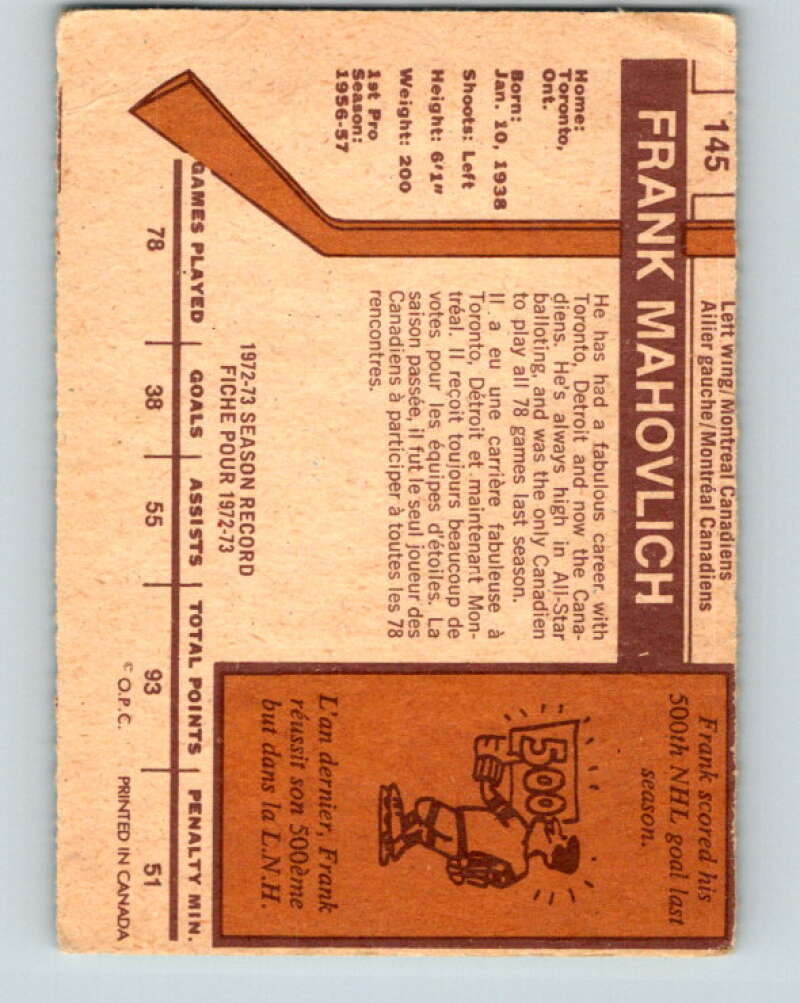 145
Left Wing/Montreal Canadiens
Ailier gauche/Montréal Canadiens
FRANK MAHOVLICH
Home:
Toronto,
Ont.
Born:
Jan. 10, 1938
Shoots: Left
Height: 6'1"
Weight: 200
1st Pro
Season:
1956-57
He has had a fabulous career, with
Toronto, Detroit and now the Cana-
diens. He's always high in All-Star
balloting, and was the only Canadien
to play all 78 games last season.
Il a eu une carrière fabuleuse à
Toronto, Détroit et maintenant Mon-
tréal. Il reçoit toujours beaucoup de
votes pour les équipes d'étoiles. La
saison passée, il fut le seul joueur des
Canadiens à participer à toutes les 78
rencontres.
Frank scored his
500th NHL goal last
season.
500
L'an dernier, Frank
réussit son 500ème
but dans la L.N.H.
1972-73 SEASON RECORD
FICHE POUR 1972-73
GAMES PLAYED GOALS ASSISTS TOTAL POINTS PENALTY MIN.
78 38 55 93 51
© O.P.C. PRINTED IN CANADA